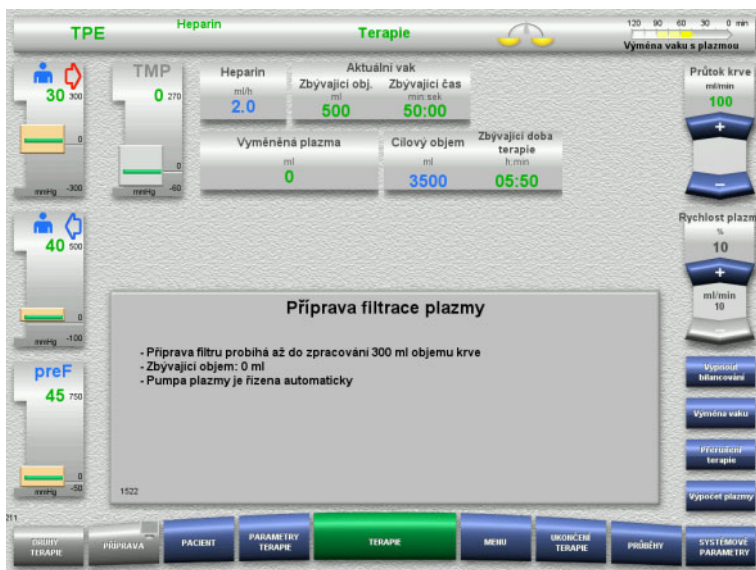 TPE
Heparin
Terapie
120 90 60 30 0 min
Výměna vaku s plazmou
30 300
0
mmHg -300
TMP
0 270
0
mmHg -60
Heparin
ml/h
2.0
Aktuální vak
Zbývající obj. Zbývající čas
ml min:sek
500 50:00
Vyměněná plazma
ml
0
Cílový objem
ml
3500
Zbývající doba
terapie
h:min
05:50
Průtok krve
ml/min
100
+
−
40 500
0
mmHg -100
Rychlost plazm
%
10
+
ml/min
10
−
preF
45 750
0
mmHg -50
Příprava filtrace plazmy
- Příprava filtru probíhá až do zpracování 300 ml objemu krve
- Zbývající objem: 0 ml
- Pumpa plazmy je řízena automaticky
1522
Vypnout
bilancování
Výměna vaku
Přerušení
terapie
Výpočet plazmy
211
DRUHY
TERAPIE
PŘÍPRAVA
PACIENT
PARAMETRY
TERAPIE
TERAPIE
MENU
UKONČENÍ
TERAPIE
PRŮBĚHY
SYSTÉMOVÉ
PARAMETRY